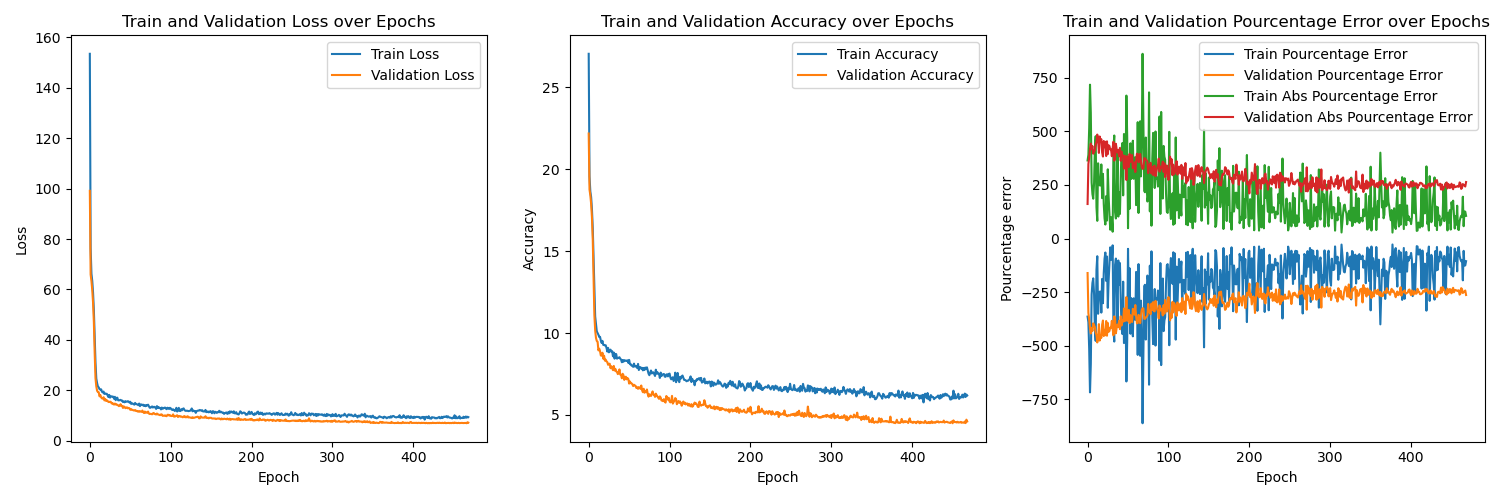 Train and Validation Loss over Epochs
160
140
120
100
80
60
40
20
0
Loss
Train Loss
Validation Loss
0 100 200 300 400
Epoch
Train and Validation Accuracy over Epochs
25
20
15
10
5
Accuracy
Train Accuracy
Validation Accuracy
0 100 200 300 400
Epoch
Train and Validation Pourcentage Error over Epochs
750
500
250
0
−250
−500
−750
Pourcentage error
Train Pourcentage Error
Validation Pourcentage Error
Train Abs Pourcentage Error
Validation Abs Pourcentage Error
0 100 200 300 400
Epoch